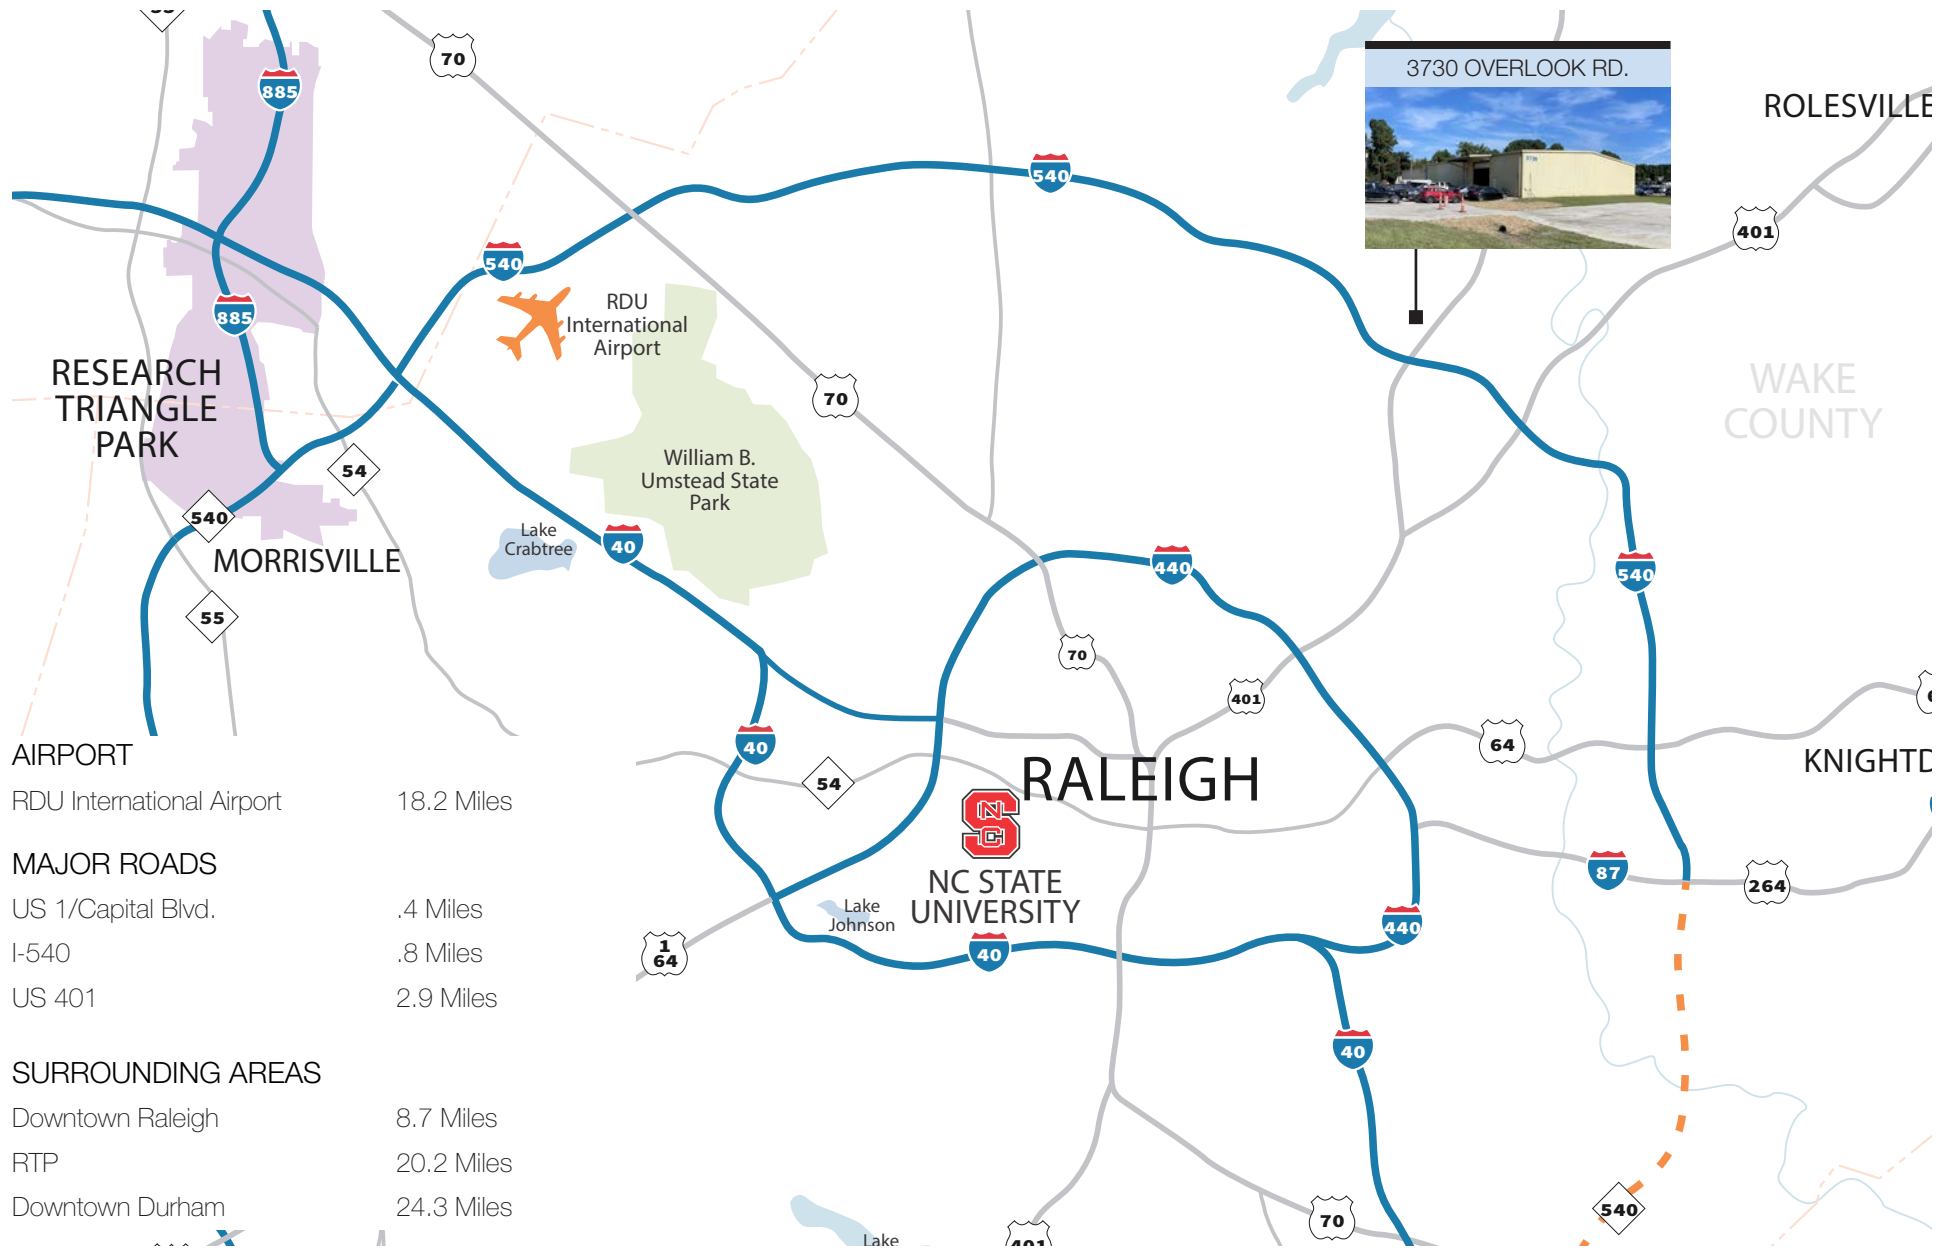 55
70
885
3730 OVERLOOK RD.
ROLESVILLE
540
401
540
885
RDU
International
Airport
RESEARCH
TRIANGLE
PARK
WAKE
COUNTY
70
54
William B.
Umstead State
Park
540
MORRISVILLE
Lake
Crabtree
40
440
540
55
70
401
64
40
KNIGHTD
54
RALEIGH
NC STATE
UNIVERSITY
87
264
Lake
Johnson
440
1
64
40
40
540
70
401
Lake
AIRPORT
RDU International Airport 18.2 Miles
MAJOR ROADS
US 1/Capital Blvd. .4 Miles
I-540 .8 Miles
US 401 2.9 Miles
SURROUNDING AREAS
Downtown Raleigh 8.7 Miles
RTP 20.2 Miles
Downtown Durham 24.3 Miles